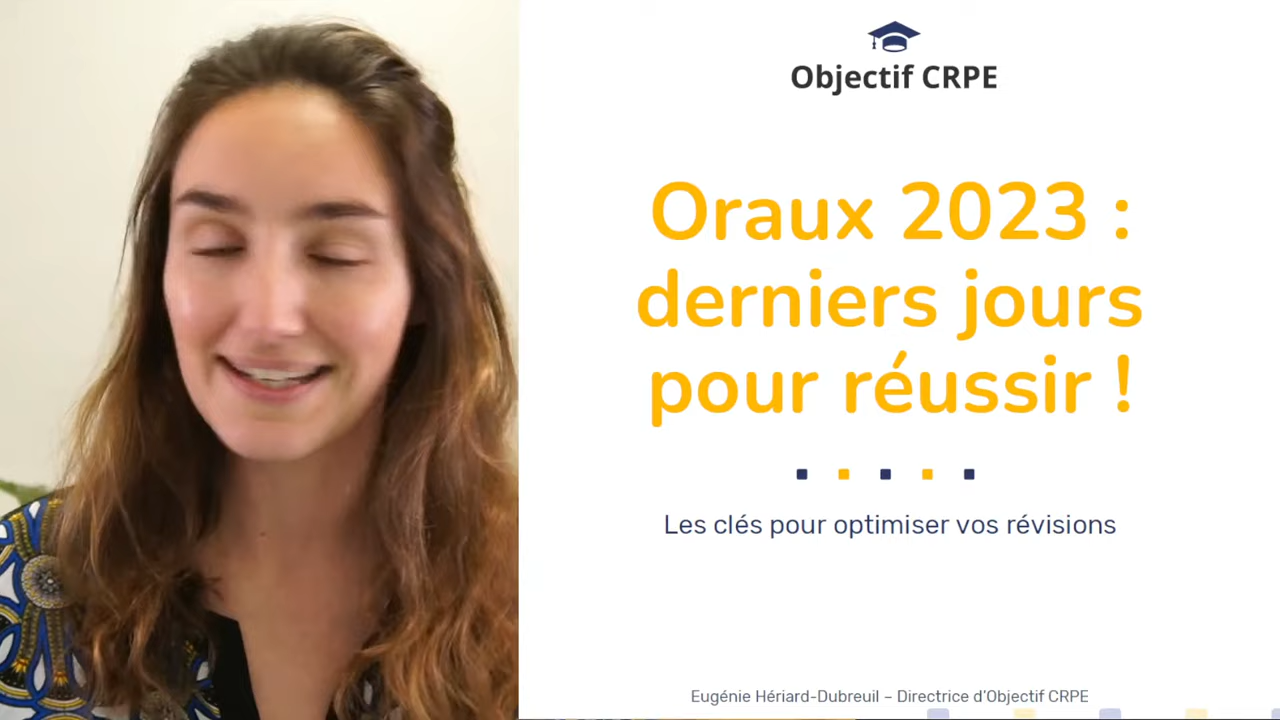 Objectif CRPE
Oraux 2023 :
derniers jours
pour réussir !
Les clés pour optimiser vos révisions
Eugénie Hériard-Dubreuil – Directrice d'Objectif CRPE